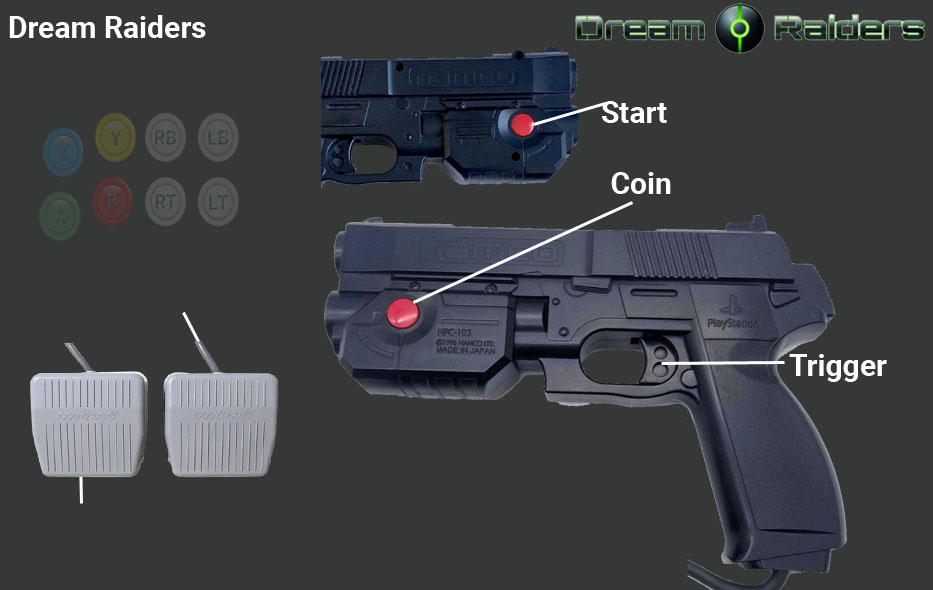 Dream Raiders
Dream Raiders
namco
Start
X
Y
RB
LB
Coin
A
B
RT
LT
namco
NPC-103
©1996 NAMCO LTD.
MADE IN JAPAN
PlayStation
Trigger